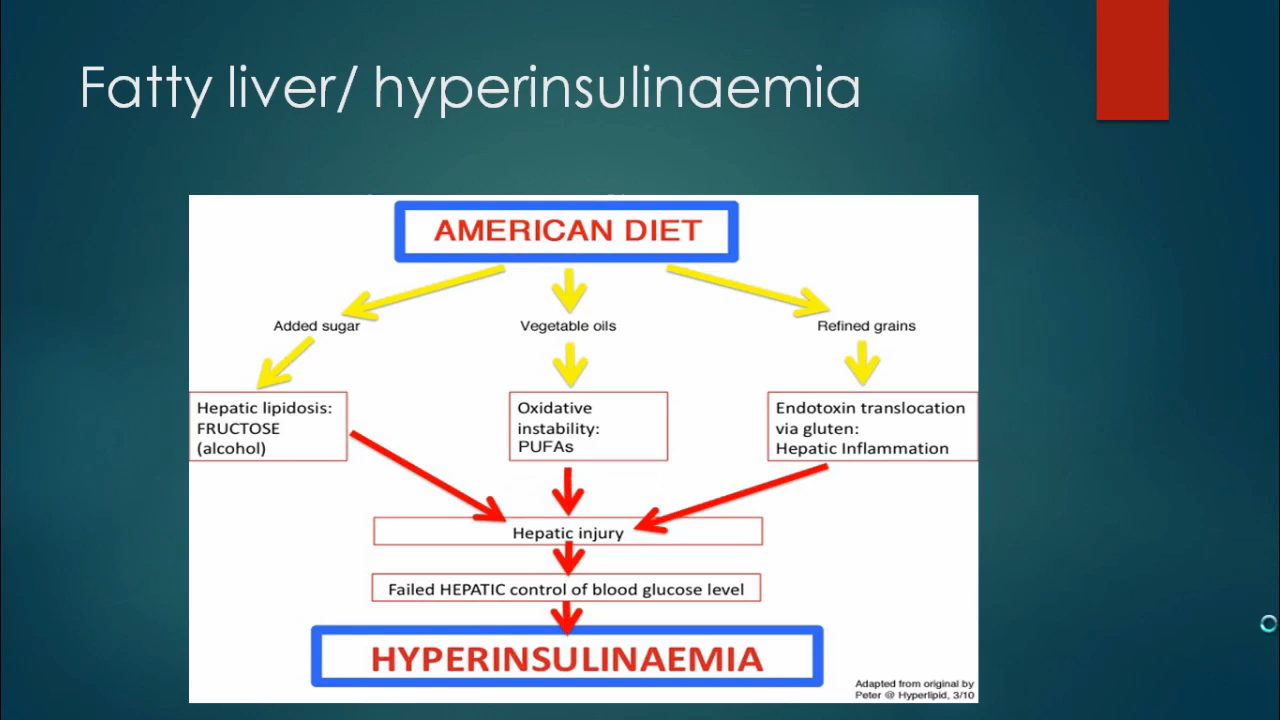 Fatty liver/ hyperinsulinaemia
AMERICAN DIET
Added sugar
Vegetable oils
Refined grains
Hepatic lipidosis:
FRUCTOSE
(alcohol)
Oxidative
instability:
PUFAs
Endotoxin translocation
via gluten:
Hepatic Inflammation
Hepatic injury
Failed HEPATIC control of blood glucose level
HYPERINSULINAEMIA
Adapted from original by
Peter @ Hyperlipid, 3/10